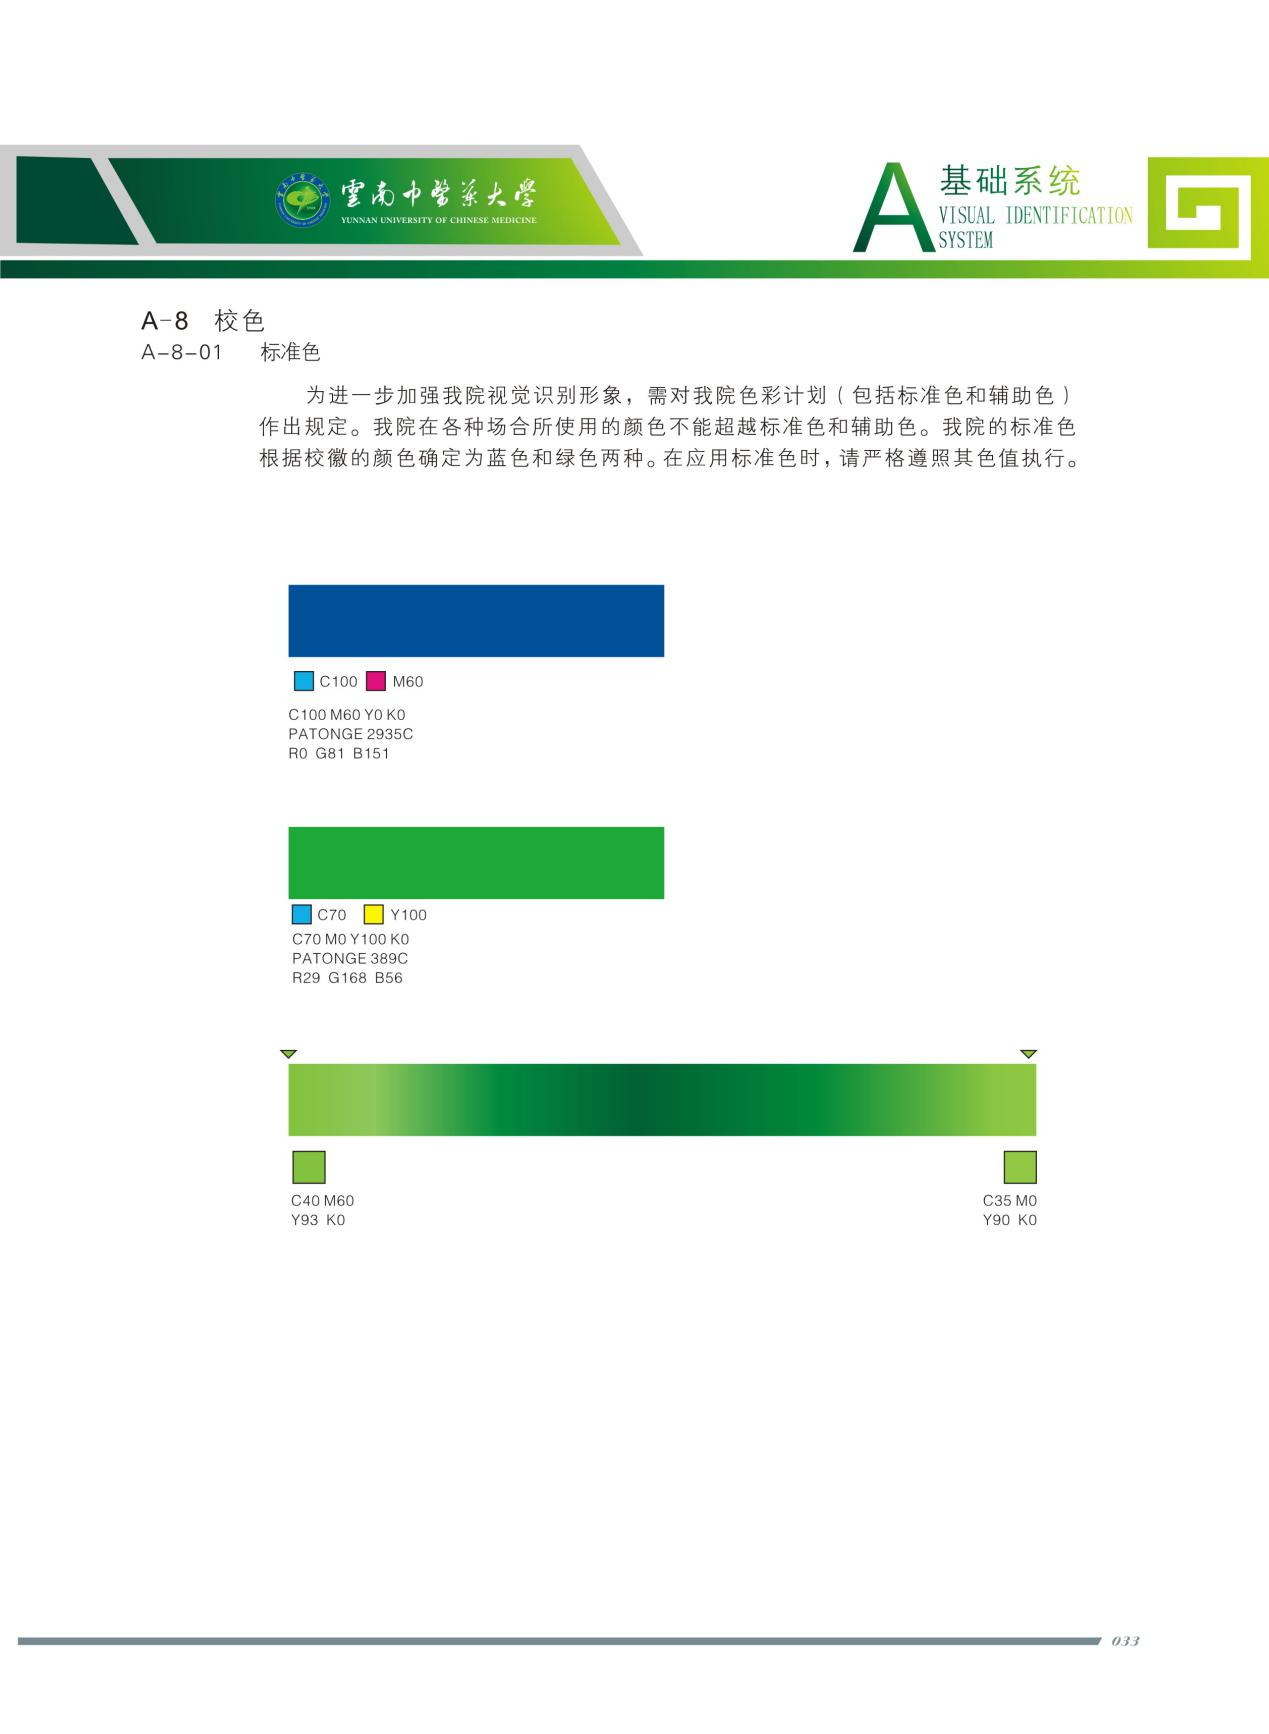 雲南中醫藥大學
YUNNAN UNIVERSITY OF CHINESE MEDICINE
A
基础系统
VISUAL IDENTIFICATION
SYSTEM
A-8 校色
A-8-01 标准色
为进一步加强我院视觉识别形象，需对我院色彩计划（包括标准色和辅助色）
作出规定。我院在各种场合所使用的颜色不能超越标准色和辅助色。我院的标准色
根据校徽的颜色确定为蓝色和绿色两种。在应用标准色时，请严格遵照其色值执行。
C100 M60
C100 M60 Y0 K0
PATONGE 2935C
R0 G81 B151
C70 Y100
C70 M0 Y100 K0
PATONGE 389C
R29 G168 B56
C40 M60
Y93 K0
C35 M0
Y90 K0
033